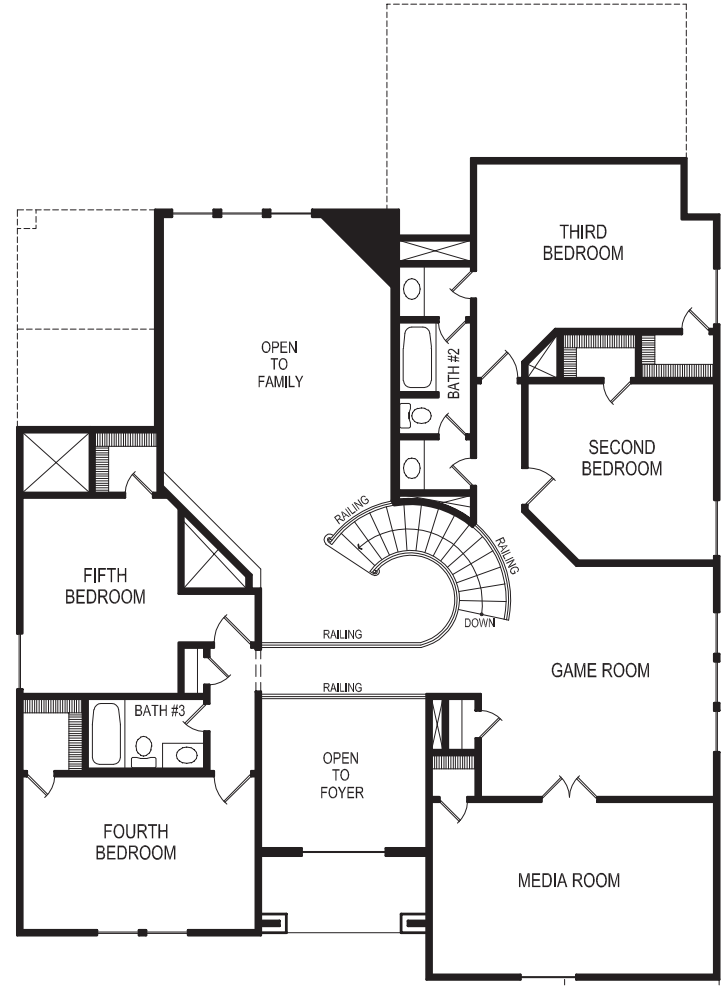 THIRD
BEDROOM
OPEN
TO
FAMILY
BATH #2
SECOND
BEDROOM
RAILING
RAILING
FIFTH
BEDROOM
DOWN
RAILING
GAME ROOM
RAILING
BATH #3
OPEN
TO
FOYER
FOURTH
BEDROOM
MEDIA ROOM